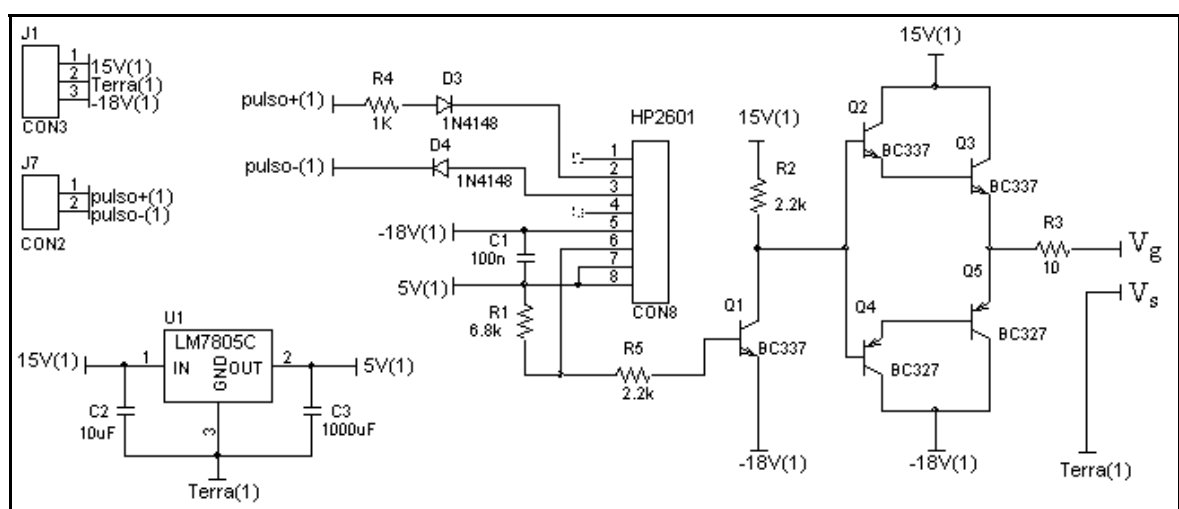 J1
1
2
3
15V(1)
Terra(1)
-18V(1)
CON3
J7
1
2
pulso+(1)
pulso-(1)
CON2
U1
LM7805C
15V(1)
1
IN
GND
OUT
2
5V(1)
3
C2
10uF
C3
1000uF
Terra(1)
pulso+(1)
R4
1K
D3
1N4148
pulso-(1)
D4
1N4148
HP2601
1
2
3
4
5
6
7
8
CON8
-18V(1)
C1
100n
5V(1)
R1
6.8k
R5
2.2k
15V(1)
R2
2.2k
Q1
BC337
-18V(1)
15V(1)
Q2
BC337
Q3
BC337
R3
10
Vg
Vs
Q4
BC327
Q5
BC327
-18V(1)
Terra(1)